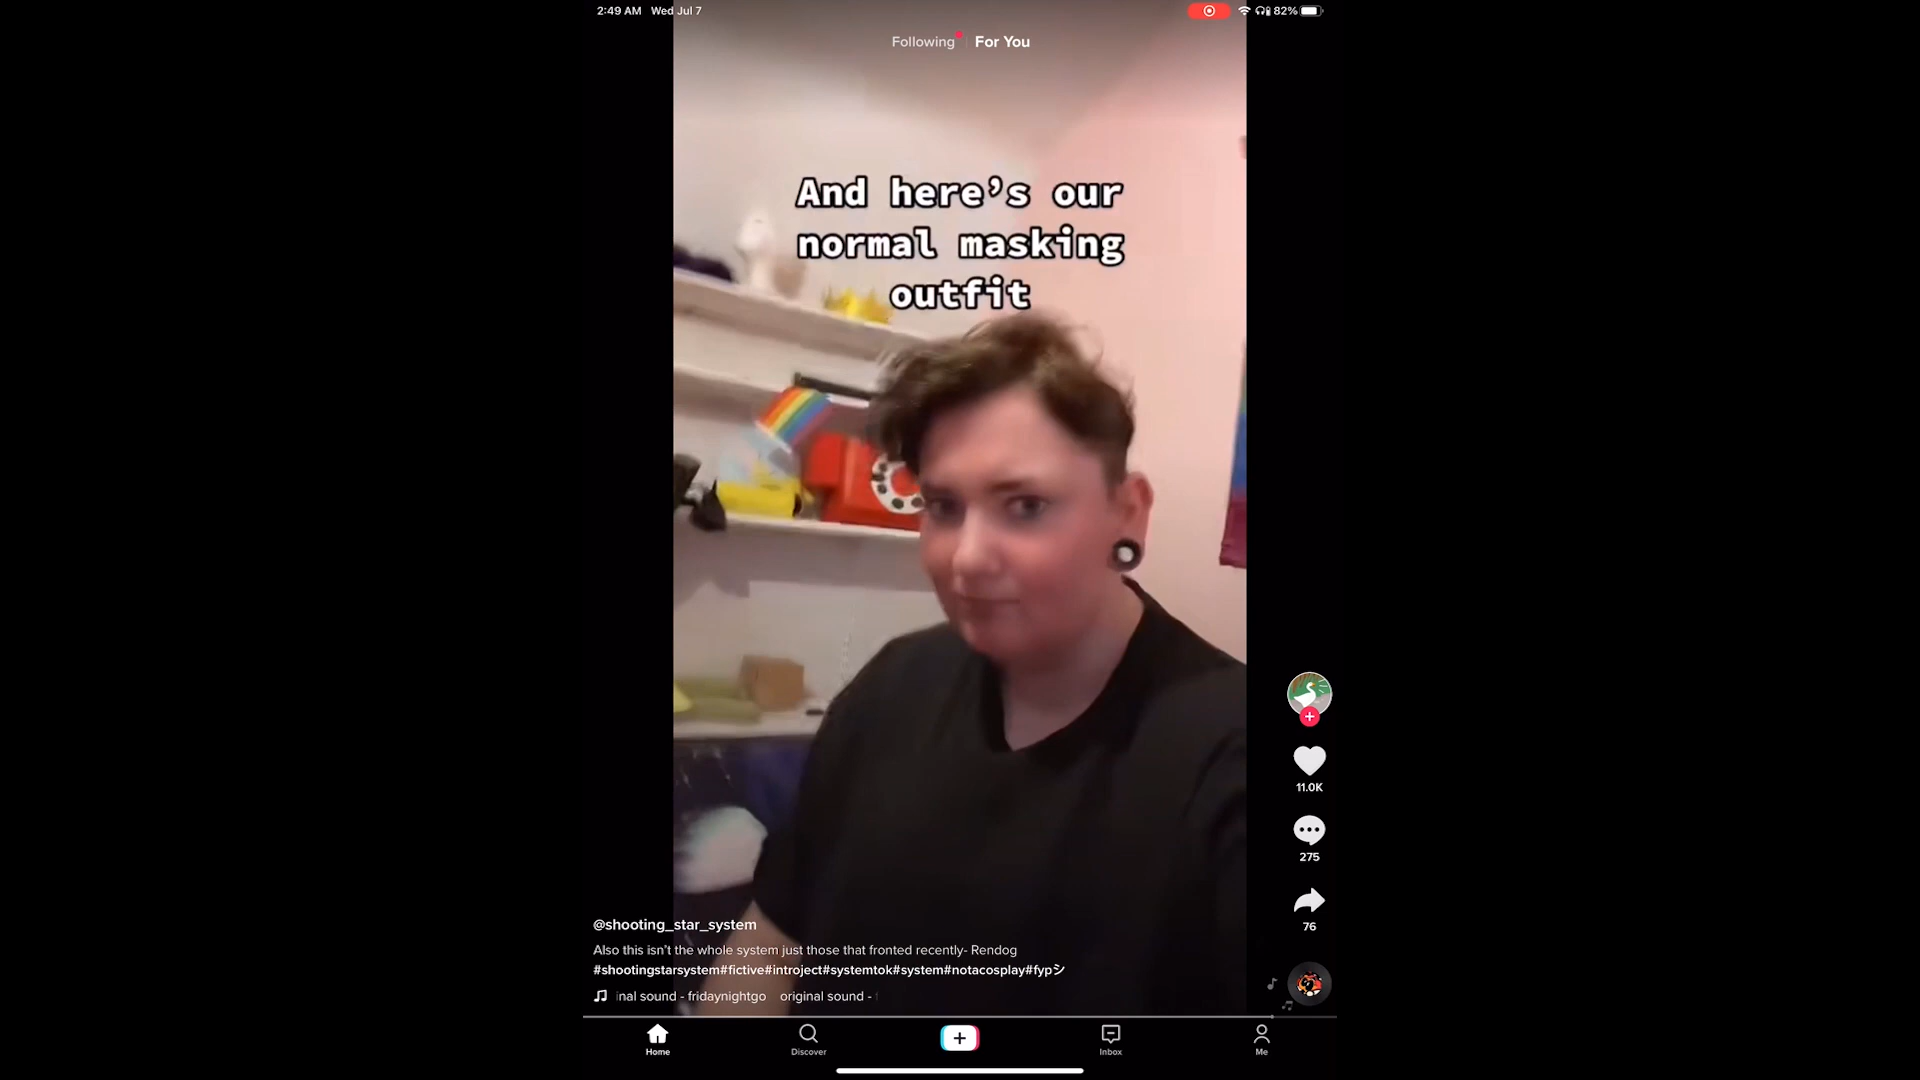 2:49 AM Wed Jul 7
82%
Following For You
And here's our
normal masking
outfit
11.0K
275
76
@shooting_star_system
Also this isn't the whole system just those that fronted recently- Rendog
#shootingstarsystem#fictive#introject#systemtok#system#notacosplay#fypシ
inal sound - fridaynightgo original sound -
Home Discover Inbox Me